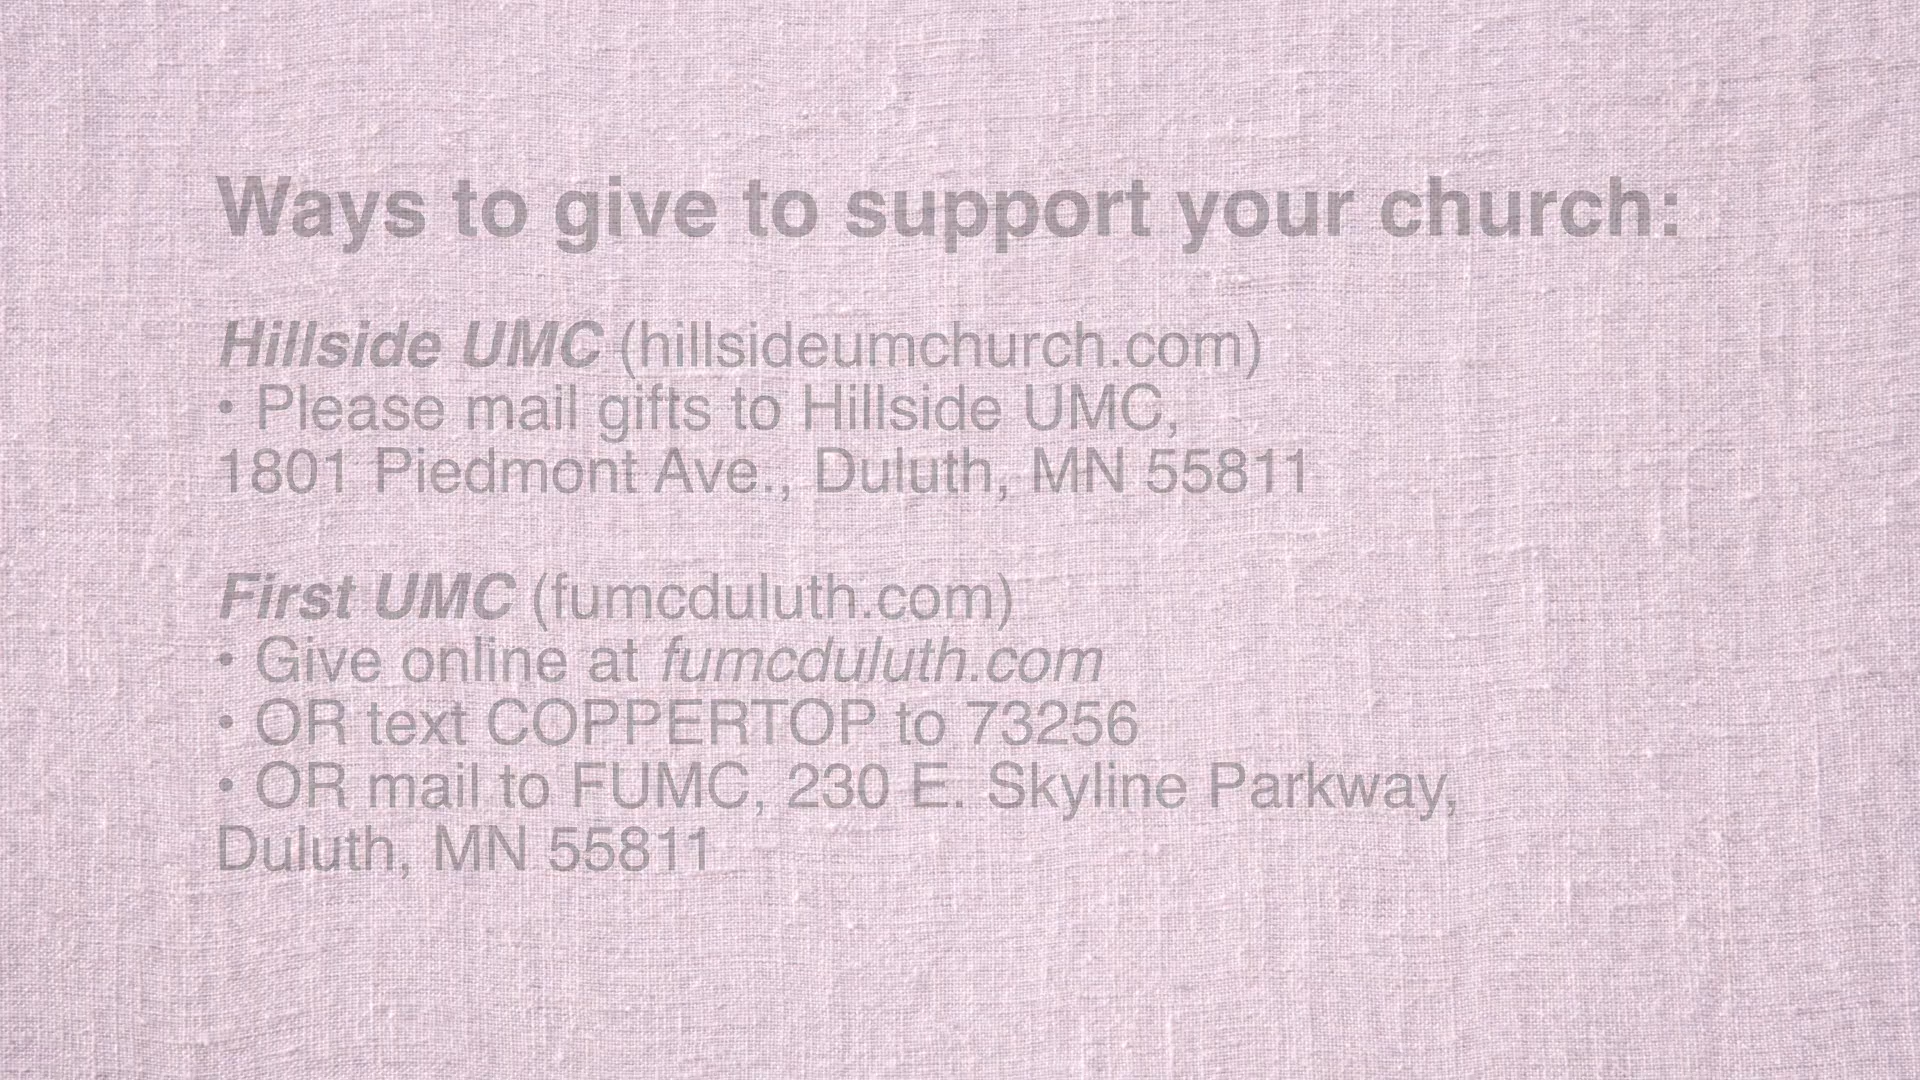 Ways to give to support your church:
Hillside UMC (hillsideumchurch.com)
• Please mail gifts to Hillside UMC,
1801 Piedmont Ave., Duluth, MN 55811
First UMC (fumcduluth.com)
• Give online at fumcduluth.com
• OR text COPPERTOP to 73256
• OR mail to FUMC, 230 E. Skyline Parkway,
Duluth, MN 55811